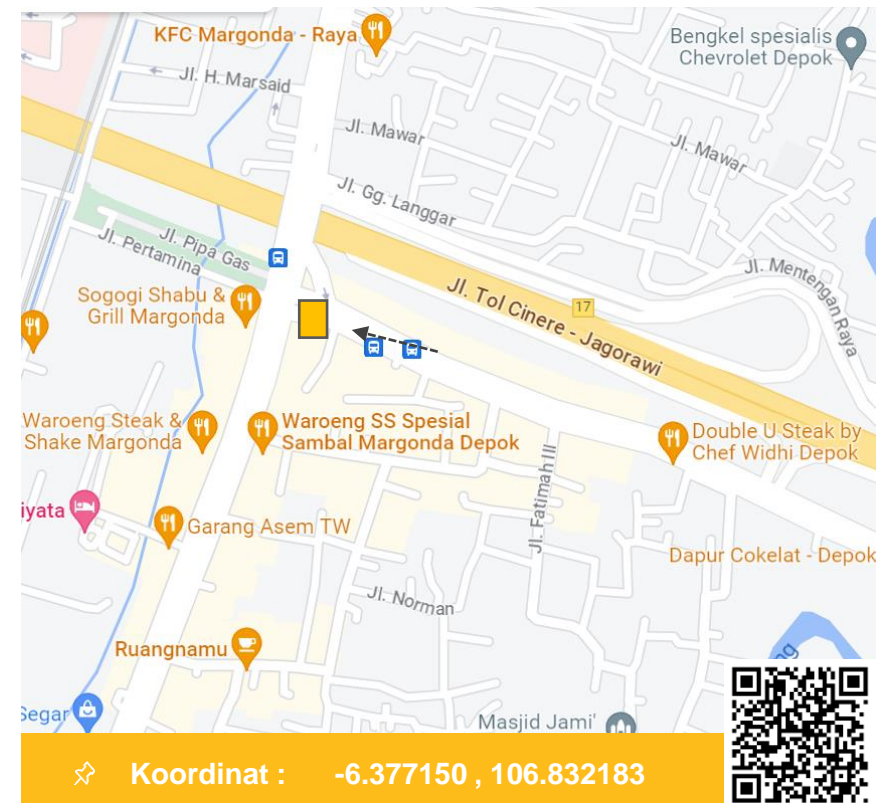 KFC Margonda - Raya
Bengkel spesialis
Chevrolet Depok
Jl. H. Marsaid
Jl. Mawar
Jl. Mawar
Jl. Gg. Langgar
Jl. Pipa Gas
Jl. Pertamina
Jl. Mentengan Raya
Sogogi Shabu &
Grill Margonda
Jl. Tol Cinere - Jagorawi
17
Waroeng Steak &
Shake Margonda
Waroeng SS Spesial
Sambal Margonda Depok
Double U Steak by
Chef Widhi Depok
Jl. Fatimah III
iyata
Garang Asem TW
Dapur Cokelat - Depok
Jl. Norman
Ruangnamu
Segar
Masjid Jami'
ng
Koordinat : -6.377150 , 106.832183